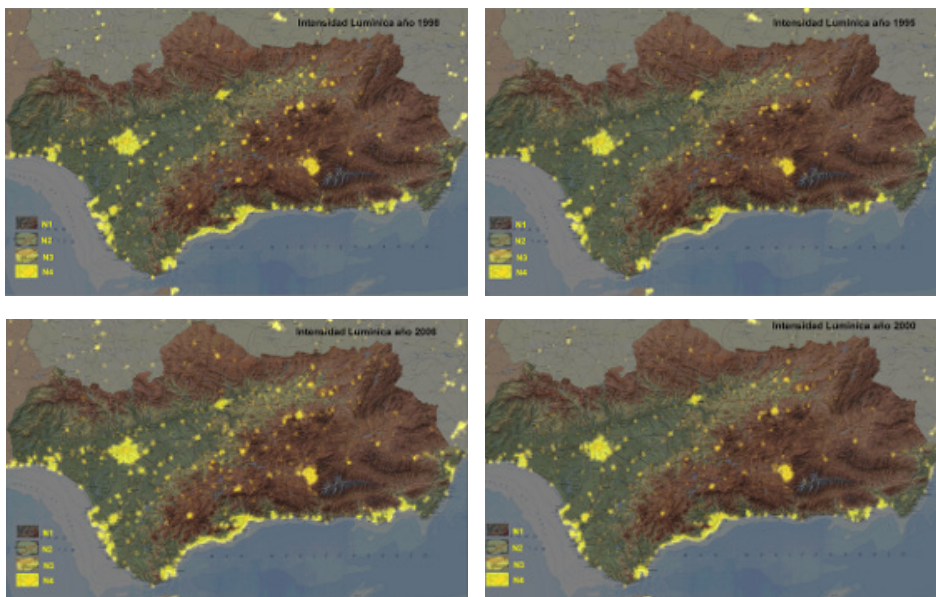 Intensidad Lumínica año 1998
N1
N2
N3
N4
Intensidad Lumínica año 1995
N1
N2
N3
N4
Intensidad Lumínica año 2006
N1
N2
N3
N4
Intensidad Lumínica año 2000
N1
N2
N3
N4